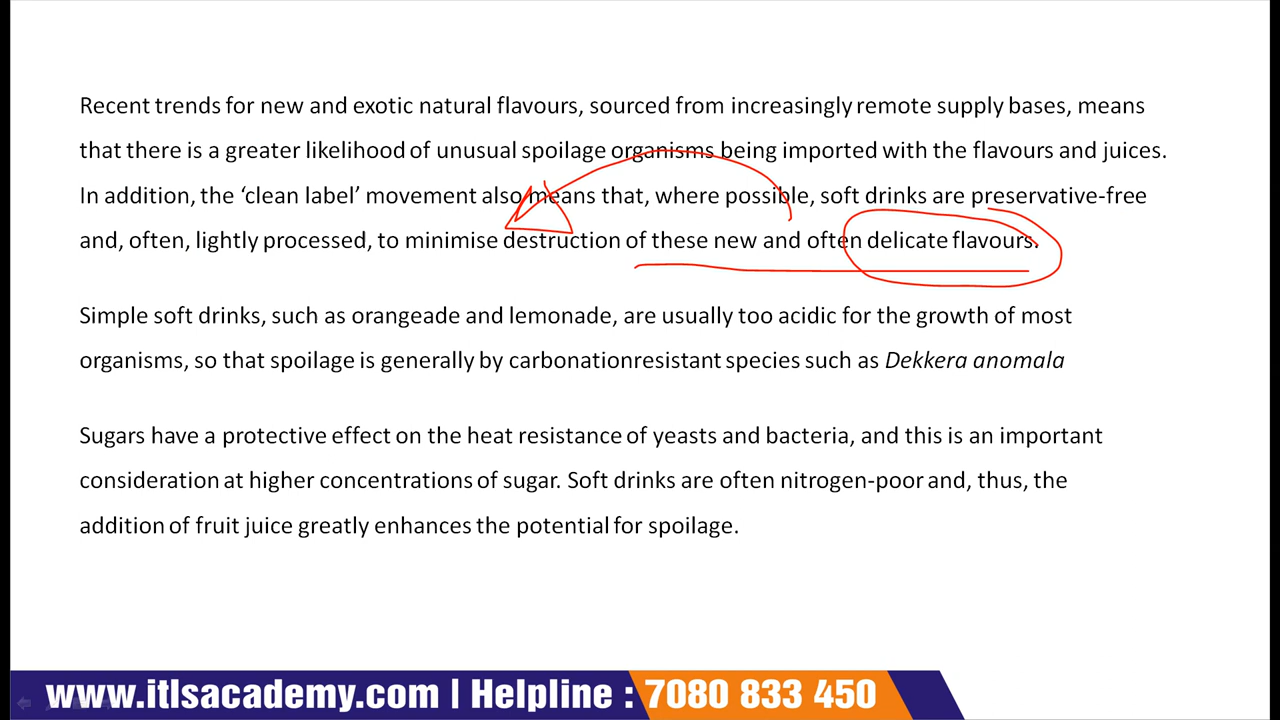 Recent trends for new and exotic natural flavours, sourced from increasingly remote supply bases, means
that there is a greater likelihood of unusual spoilage organisms being imported with the flavours and juices.
In addition, the ‘clean label’ movement also means that, where possible, soft drinks are preservative-free
and, often, lightly processed, to minimise destruction of these new and often delicate flavours.
Simple soft drinks, such as orangeade and lemonade, are usually too acidic for the growth of most
organisms, so that spoilage is generally by carbonationresistant species such as Dekkera anomala
Sugars have a protective effect on the heat resistance of yeasts and bacteria, and this is an important
consideration at higher concentrations of sugar. Soft drinks are often nitrogen-poor and, thus, the
addition of fruit juice greatly enhances the potential for spoilage.
www.itlsacademy.com | Helpline : 7080 833 450